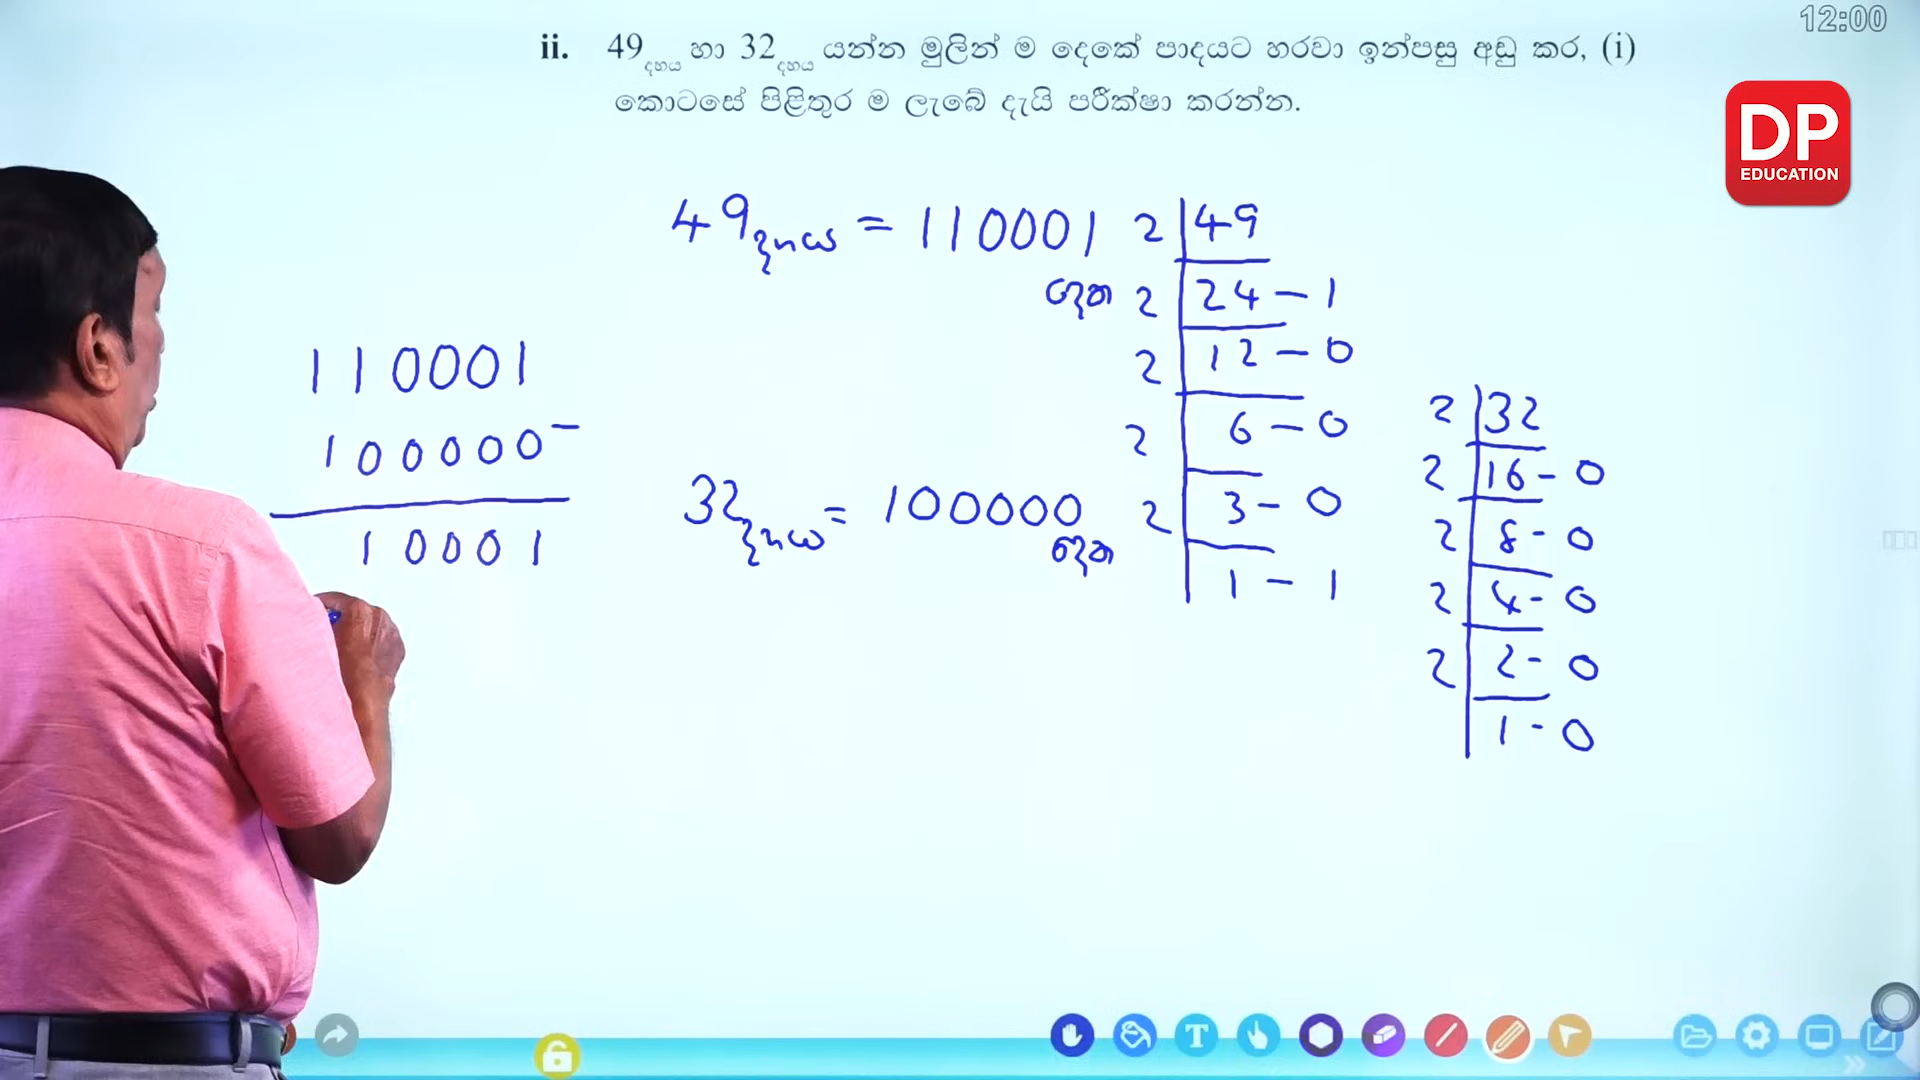 12:00
ii. 49දහය හා 32දහය යන්න මුලින් ම දෙකේ පාදයට හරවා ඉන්පසු අඩු කර, (i)
කොටසේ පිළිතුර ම ලැබේ දැයි පරීක්ෂා කරන්න.
DP
EDUCATION
49දහය = 110001දෙක
2 49
2 24 - 1
2 12 - 0
2 6 - 0
2 3 - 0
1 - 1
110001
100000 -
10001
32දහය = 100000දෙක
2 32
2 16 - 0
2 8 - 0
2 4 - 0
2 2 - 0
1 - 0
T